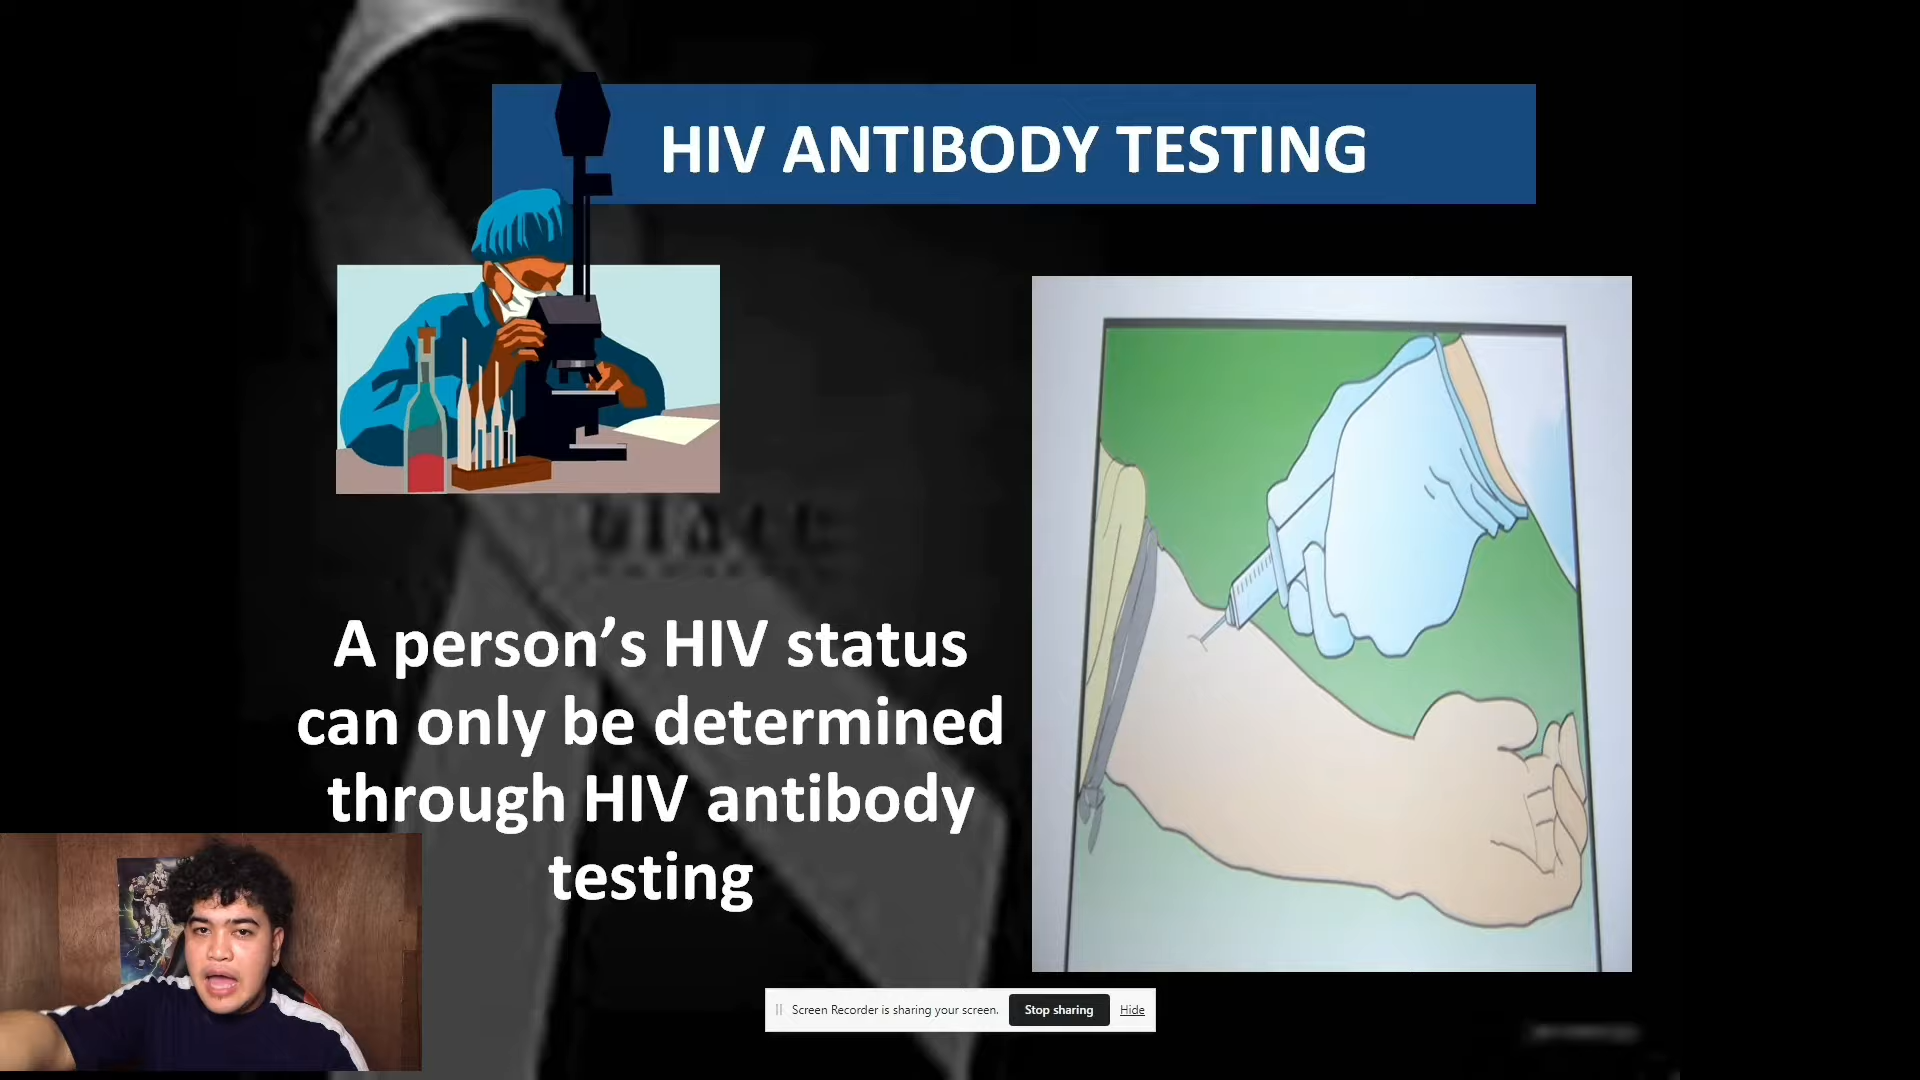 HIV ANTIBODY TESTING
A person’s HIV status
can only be determined
through HIV antibody
testing
Screen Recorder is sharing your screen. Stop sharing Hide